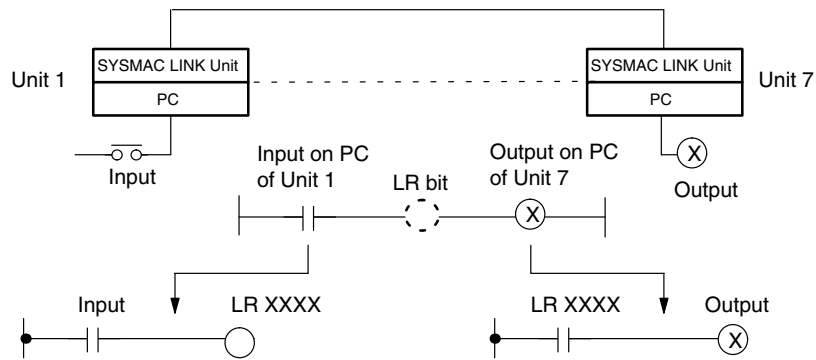 SYSMAC LINK Unit
SYSMAC LINK Unit
Unit 1
Unit 7
PC
PC
Input
X
Output
Input on PC
of Unit 1
LR bit
Output on PC
of Unit 7
X
Input
LR XXXX
LR XXXX
Output
X